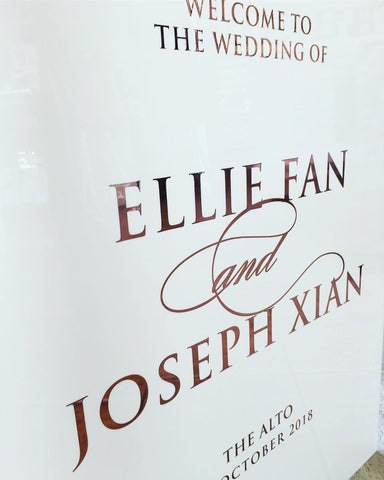 WELCOME TO
THE WEDDING OF
ELLIE FAN
and
JOSEPH XIAN
THE ALTO
OCTOBER 2018